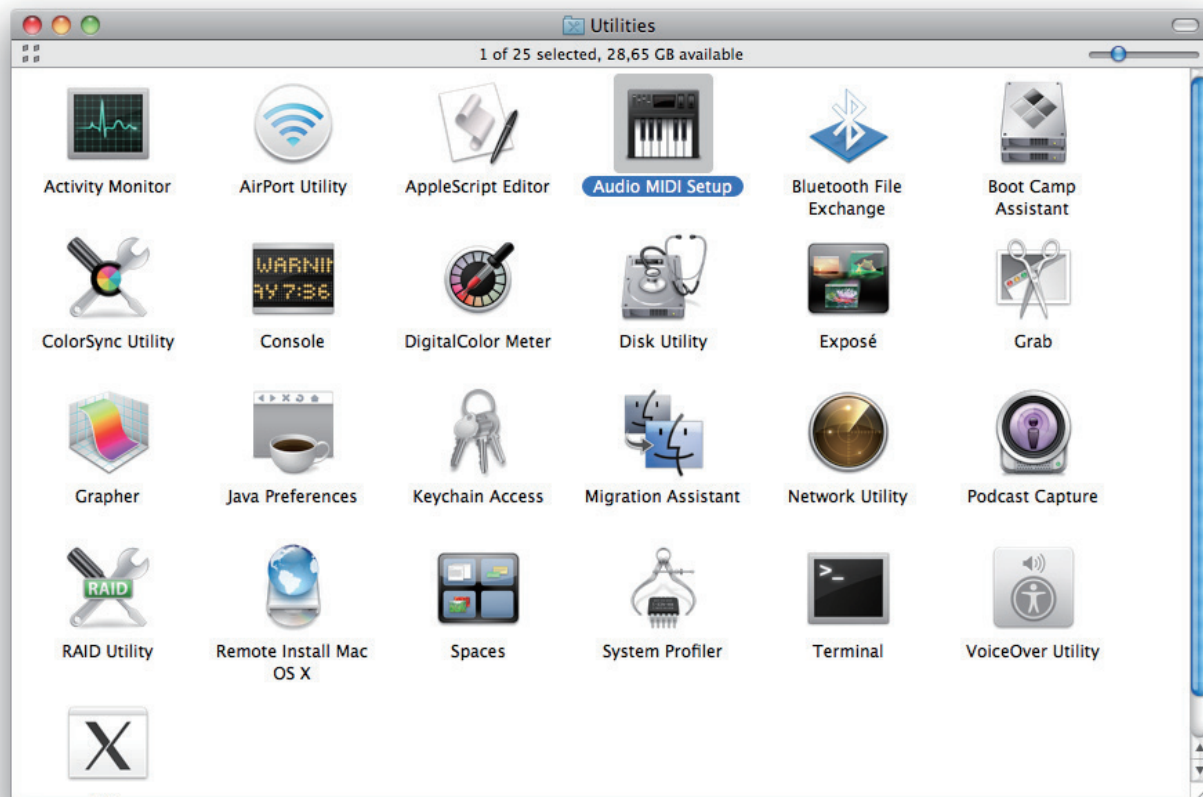 Utilities
1 of 25 selected, 28,65 GB available
Activity Monitor
AirPort Utility
AppleScript Editor
Audio MIDI Setup
Bluetooth File
Exchange
Boot Camp
Assistant
WARNIN
AY 7:36
ColorSync Utility
Console
DigitalColor Meter
Disk Utility
Exposé
Grab
Grapher
Java Preferences
Keychain Access
Migration Assistant
Network Utility
Podcast Capture
RAID
>_
RAID Utility
Remote Install Mac
OS X
Spaces
System Profiler
Terminal
VoiceOver Utility
X